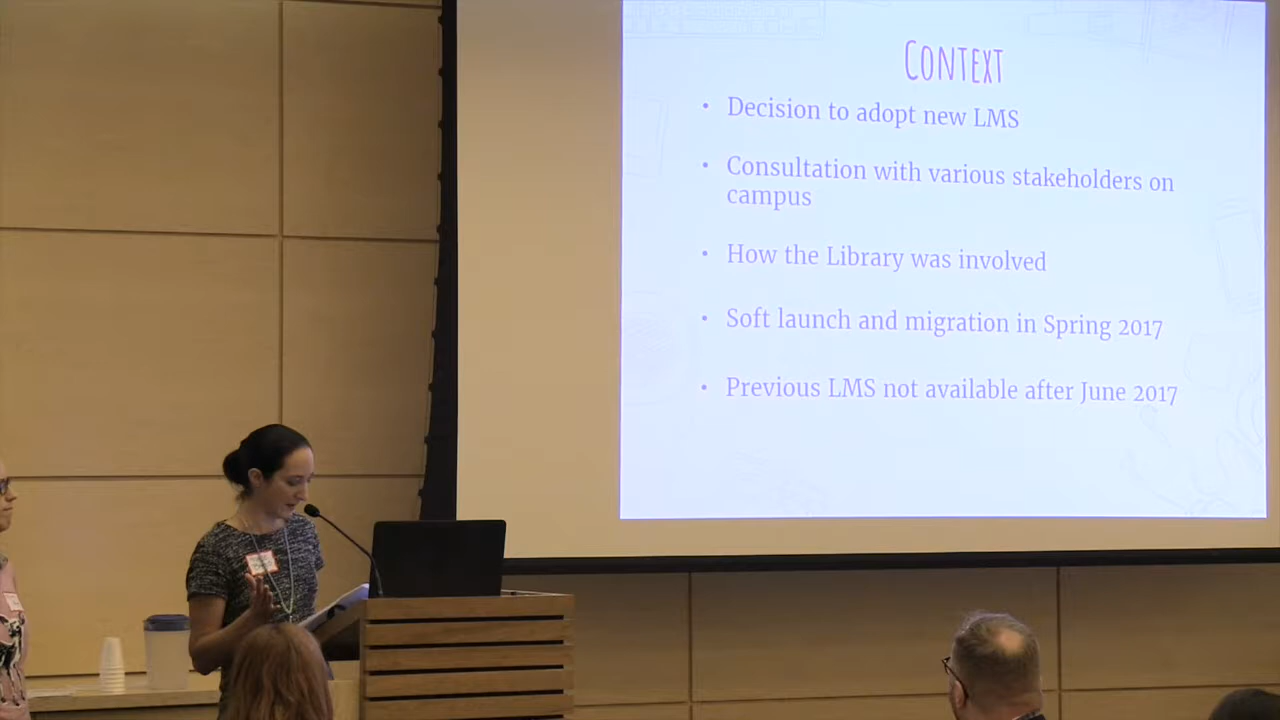 CONTEXT
• Decision to adopt new LMS
• Consultation with various stakeholders on
campus
• How the Library was involved
• Soft launch and migration in Spring 2017
• Previous LMS not available after June 2017